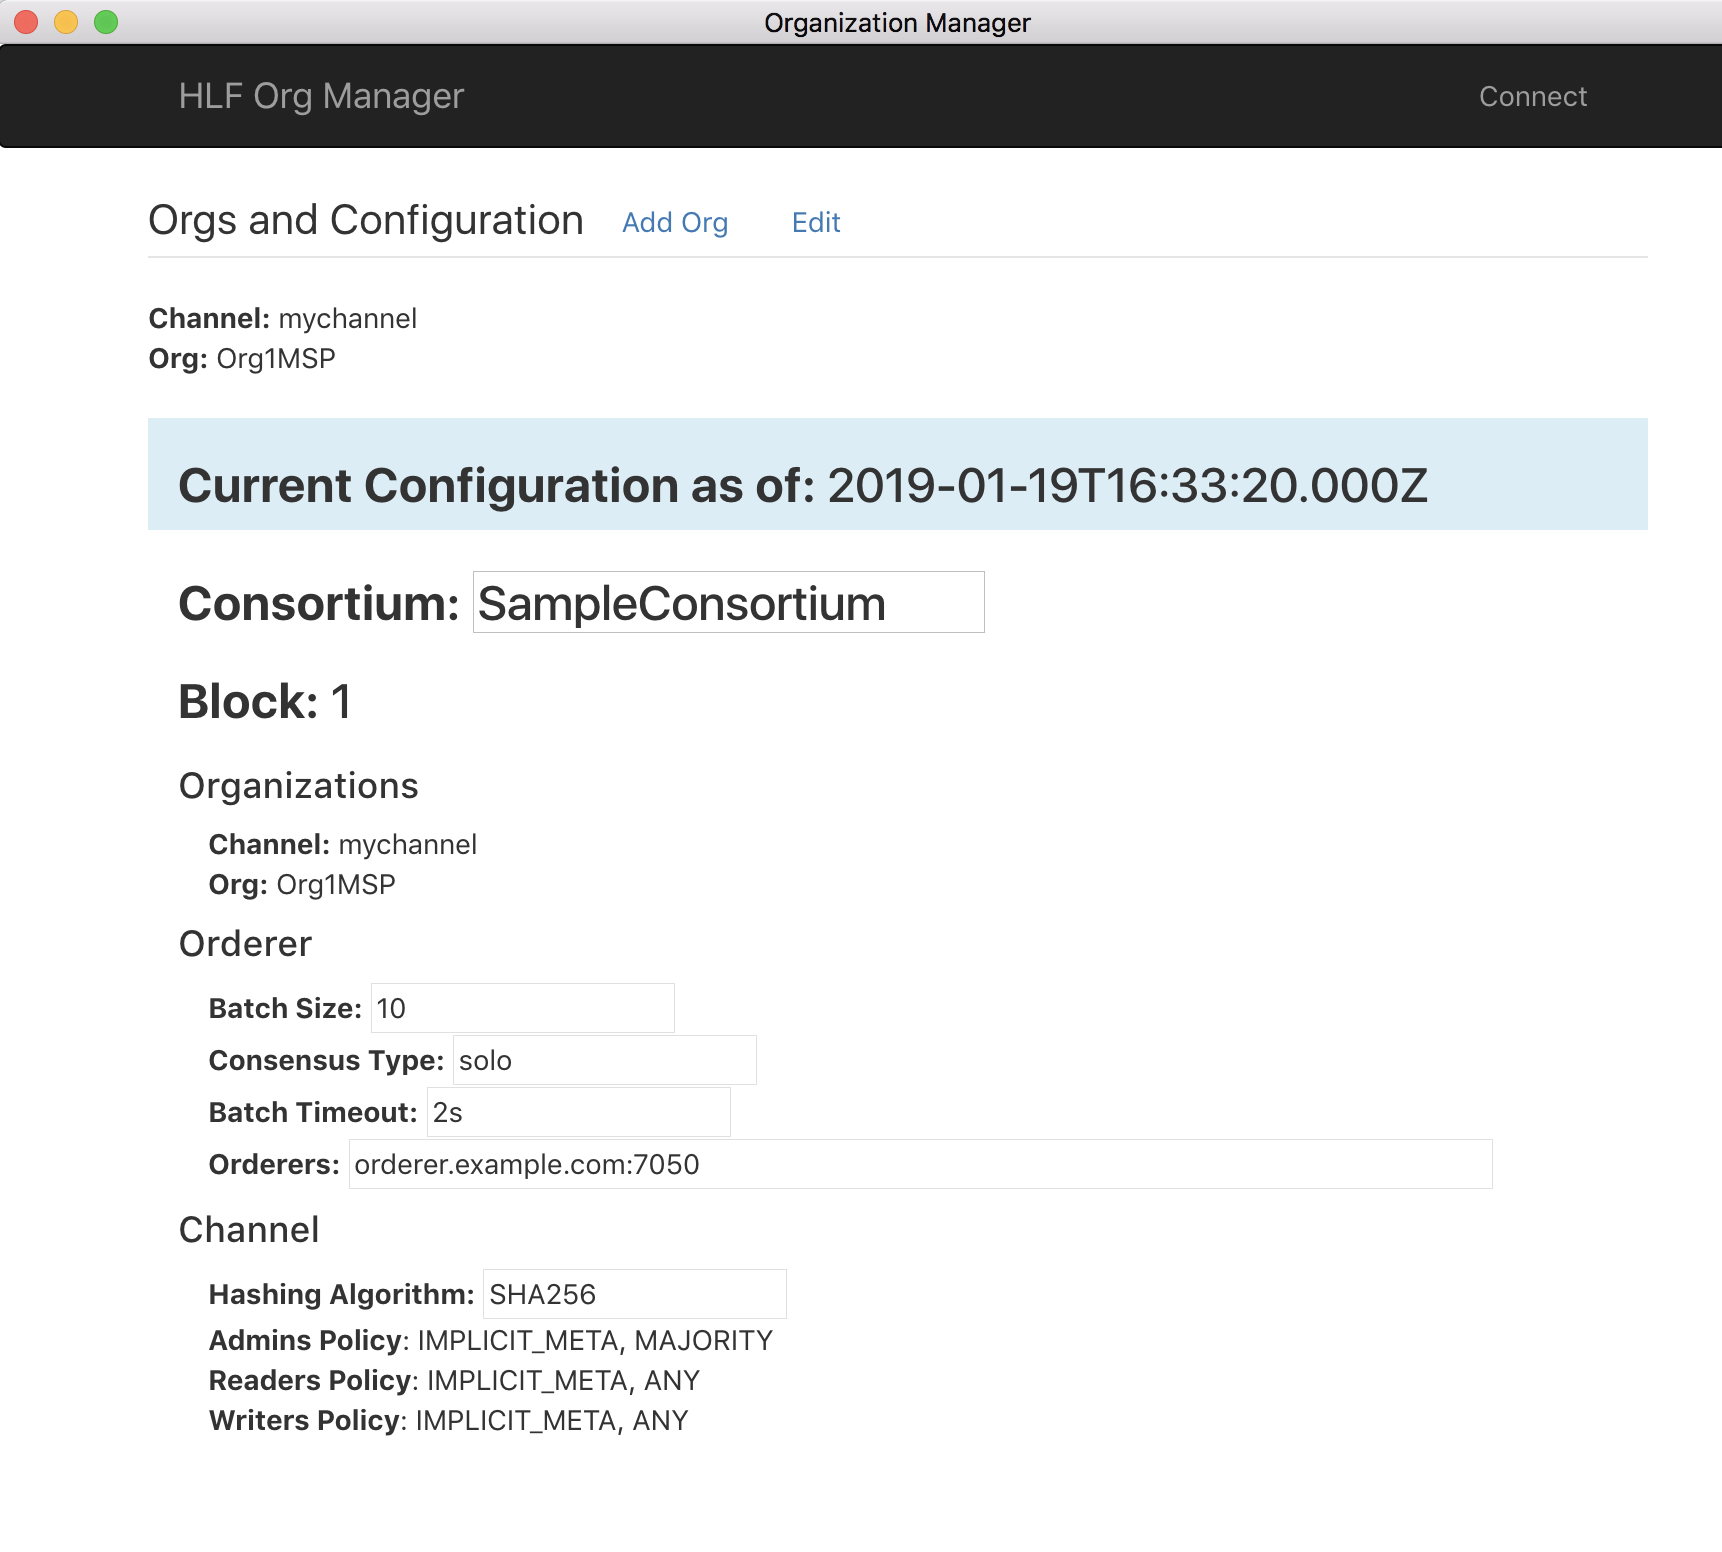 Organization Manager
HLF Org Manager Connect
Orgs and Configuration Add Org Edit
Channel: mychannel
Org: Org1MSP
Current Configuration as of: 2019-01-19T16:33:20.000Z
Consortium: SampleConsortium
Block: 1
Organizations
Channel: mychannel
Org: Org1MSP
Orderer
Batch Size: 10
Consensus Type: solo
Batch Timeout: 2s
Orderers: orderer.example.com:7050
Channel
Hashing Algorithm: SHA256
Admins Policy: IMPLICIT_META, MAJORITY
Readers Policy: IMPLICIT_META, ANY
Writers Policy: IMPLICIT_META, ANY